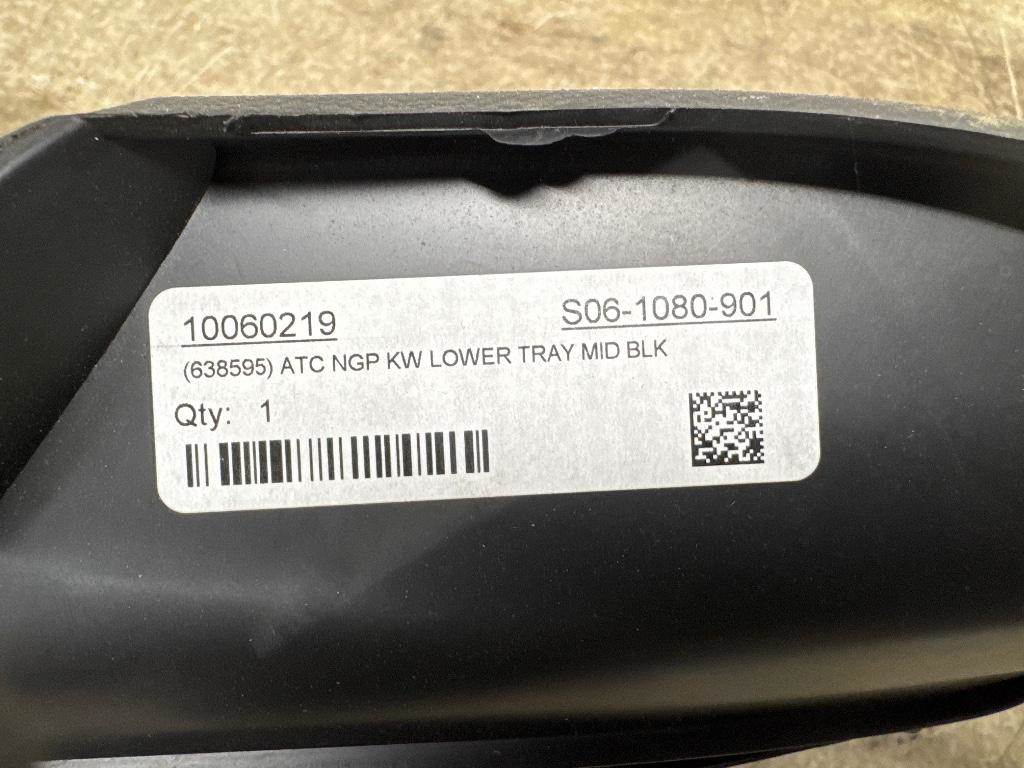 10060219 S06-1080-901
(638595) ATC NGP KW LOWER TRAY MID BLK
Qty: 1